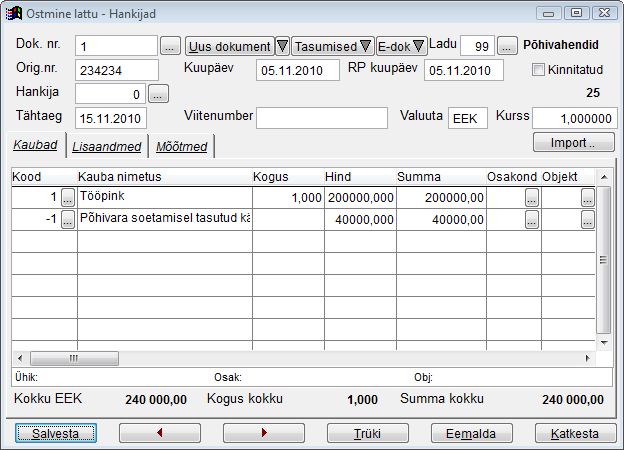 Ostmine lattu - Hankijad
Dok. nr. 1 ... Uus dokument Tasumised E-dok Ladu 99 ... Põhivahendid
Orig.nr. 234234 Kuupäev 05.11.2010 RP kuupäev 05.11.2010 Kinnitatud
Hankija 0 ... 25
Tähtaeg 15.11.2010 Viitenumber Valuuta EEK Kurss 1,000000
Kaubad Lisaandmed Mõõtmed Import ..
Kood Kauba nimetus Kogus Hind Summa Osakond Objekt
1 ... Tööpink 1,000 200000,000 200000,00 ... ...
-1 ... Põhivara soetamisel tasutud kä 40000,000 40000,00 ... ...
Ühik: Osak: Obj:
Kokku EEK 240 000,00 Kogus kokku 1,000 Summa kokku 240 000,00
Salvesta Trüki Eemalda Katkesta